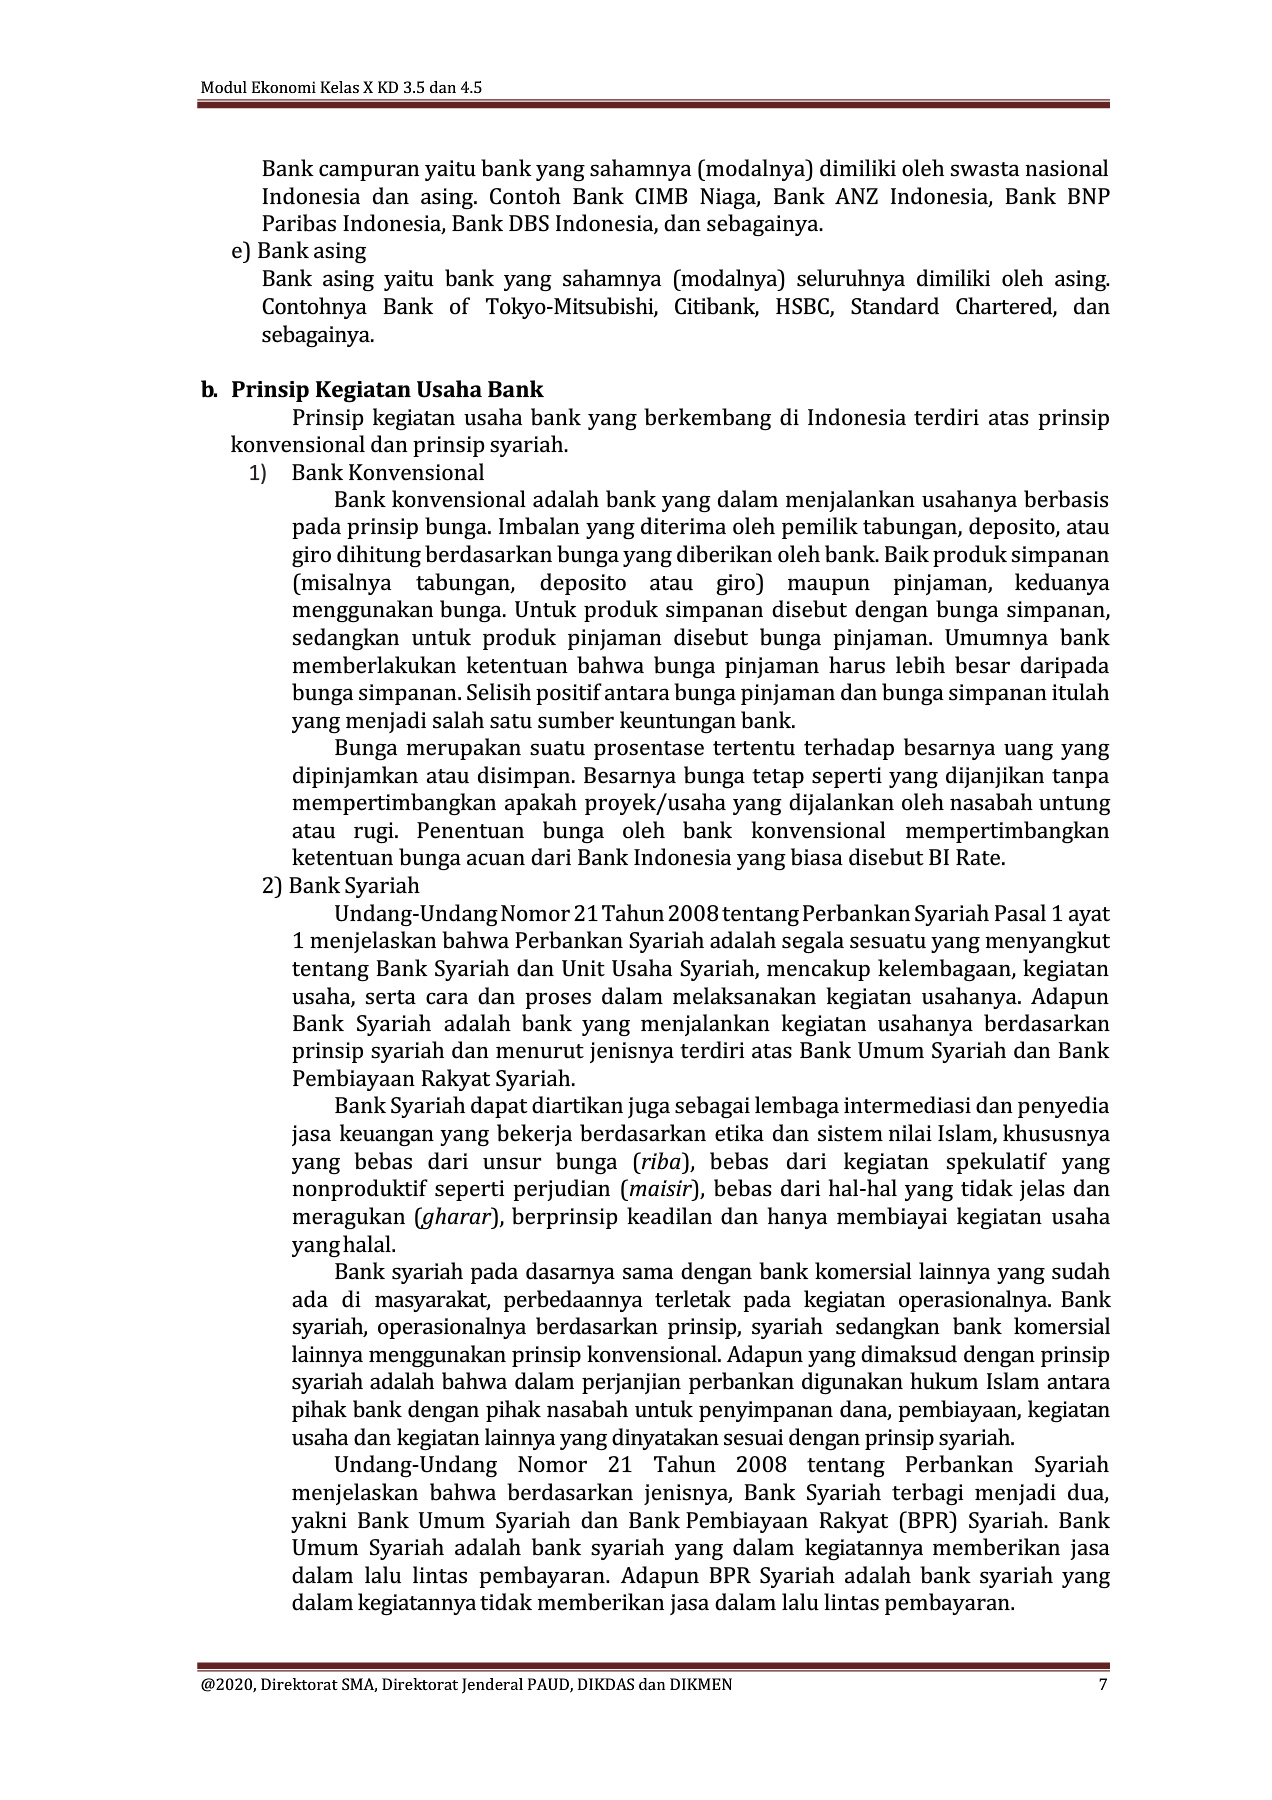 Modul Ekonomi Kelas X KD 3.5 dan 4.5
Bank campuran yaitu bank yang sahamnya (modalnya) dimiliki oleh swasta nasional
Indonesia dan asing. Contoh Bank CIMB Niaga, Bank ANZ Indonesia, Bank BNP
Paribas Indonesia, Bank DBS Indonesia, dan sebagainya.
e) Bank asing
Bank asing yaitu bank yang sahamnya (modalnya) seluruhnya dimiliki oleh asing.
Contohnya Bank of Tokyo-Mitsubishi, Citibank, HSBC, Standard Chartered, dan
sebagainya.
b. Prinsip Kegiatan Usaha Bank
Prinsip kegiatan usaha bank yang berkembang di Indonesia terdiri atas prinsip
konvensional dan prinsip syariah.
1) Bank Konvensional
Bank konvensional adalah bank yang dalam menjalankan usahanya berbasis
pada prinsip bunga. Imbalan yang diterima oleh pemilik tabungan, deposito, atau
giro dihitung berdasarkan bunga yang diberikan oleh bank. Baik produk simpanan
(misalnya tabungan, deposito atau giro) maupun pinjaman, keduanya
menggunakan bunga. Untuk produk simpanan disebut dengan bunga simpanan,
sedangkan untuk produk pinjaman disebut bunga pinjaman. Umumnya bank
memberlakukan ketentuan bahwa bunga pinjaman harus lebih besar daripada
bunga simpanan. Selisih positif antara bunga pinjaman dan bunga simpanan itulah
yang menjadi salah satu sumber keuntungan bank.
Bunga merupakan suatu prosentase tertentu terhadap besarnya uang yang
dipinjamkan atau disimpan. Besarnya bunga tetap seperti yang dijanjikan tanpa
mempertimbangkan apakah proyek/usaha yang dijalankan oleh nasabah untung
atau rugi. Penentuan bunga oleh bank konvensional mempertimbangkan
ketentuan bunga acuan dari Bank Indonesia yang biasa disebut BI Rate.
2) Bank Syariah
Undang-Undang Nomor 21 Tahun 2008 tentang Perbankan Syariah Pasal 1 ayat
1 menjelaskan bahwa Perbankan Syariah adalah segala sesuatu yang menyangkut
tentang Bank Syariah dan Unit Usaha Syariah, mencakup kelembagaan, kegiatan
usaha, serta cara dan proses dalam melaksanakan kegiatan usahanya. Adapun
Bank Syariah adalah bank yang menjalankan kegiatan usahanya berdasarkan
prinsip syariah dan menurut jenisnya terdiri atas Bank Umum Syariah dan Bank
Pembiayaan Rakyat Syariah.
Bank Syariah dapat diartikan juga sebagai lembaga intermediasi dan penyedia
jasa keuangan yang bekerja berdasarkan etika dan sistem nilai Islam, khususnya
yang bebas dari unsur bunga (riba), bebas dari kegiatan spekulatif yang
nonproduktif seperti perjudian (maisir), bebas dari hal-hal yang tidak jelas dan
meragukan (gharar), berprinsip keadilan dan hanya membiayai kegiatan usaha
yang halal.
Bank syariah pada dasarnya sama dengan bank komersial lainnya yang sudah
ada di masyarakat, perbedaannya terletak pada kegiatan operasionalnya. Bank
syariah, operasionalnya berdasarkan prinsip, syariah sedangkan bank komersial
lainnya menggunakan prinsip konvensional. Adapun yang dimaksud dengan prinsip
syariah adalah bahwa dalam perjanjian perbankan digunakan hukum Islam antara
pihak bank dengan pihak nasabah untuk penyimpanan dana, pembiayaan, kegiatan
usaha dan kegiatan lainnya yang dinyatakan sesuai dengan prinsip syariah.
Undang-Undang Nomor 21 Tahun 2008 tentang Perbankan Syariah
menjelaskan bahwa berdasarkan jenisnya, Bank Syariah terbagi menjadi dua,
yakni Bank Umum Syariah dan Bank Pembiayaan Rakyat (BPR) Syariah. Bank
Umum Syariah adalah bank syariah yang dalam kegiatannya memberikan jasa
dalam lalu lintas pembayaran. Adapun BPR Syariah adalah bank syariah yang
dalam kegiatannya tidak memberikan jasa dalam lalu lintas pembayaran.
@2020, Direktorat SMA, Direktorat Jenderal PAUD, DIKDAS dan DIKMEN 7